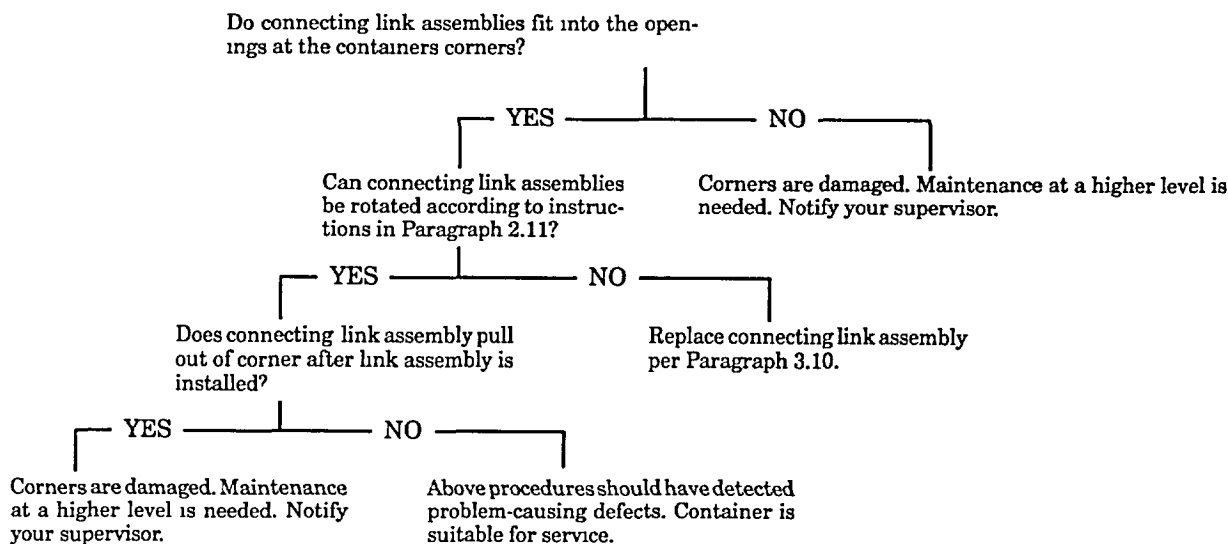 Do connecting link assemblies fit into the open-
ings at the containers corners?
YES
NO
Can connecting link assemblies
be rotated according to instruc-
tions in Paragraph 2.11?
Corners are damaged. Maintenance at a higher level is
needed. Notify your supervisor.
YES
NO
Does connecting link assembly pull
out of corner after link assembly is
installed?
Replace connecting link assembly
per Paragraph 3.10.
YES
NO
Corners are damaged. Maintenance
at a higher level is needed. Notify
your supervisor.
Above procedures should have detected
problem-causing defects. Container is
suitable for service.